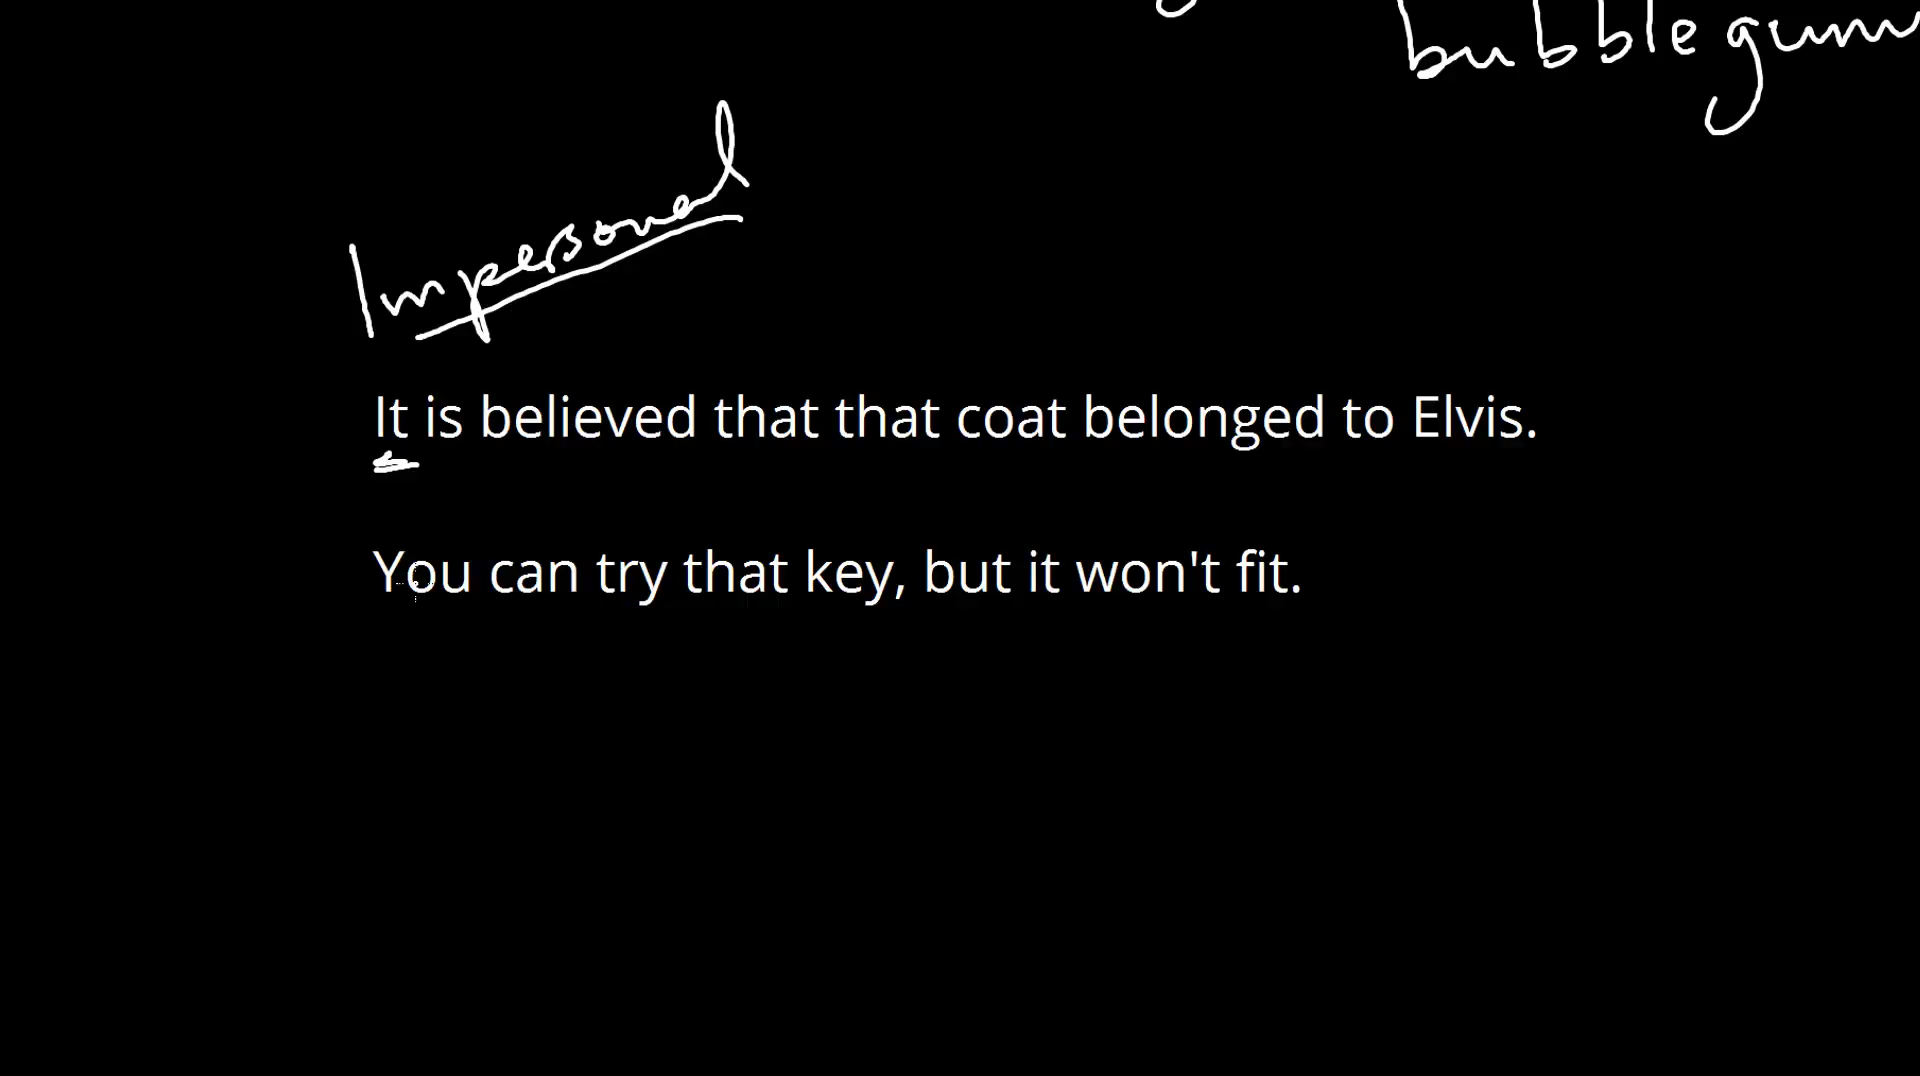 bubblegum
Impersonal
It is believed that that coat belonged to Elvis.
You can try that key, but it won't fit.